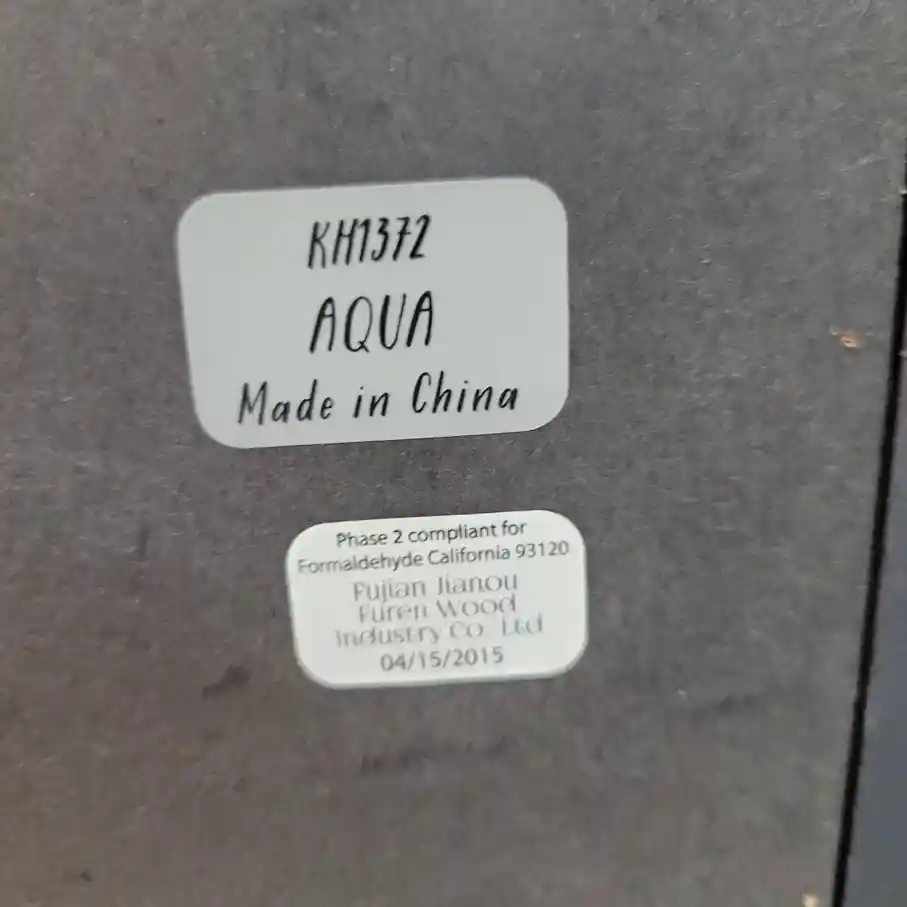 KH1372
AQUA
Made in China
Phase 2 compliant for
Formaldehyde California 93120
Fujian Jianou
Furen Wood
Industry Co. Ltd
04/15/2015